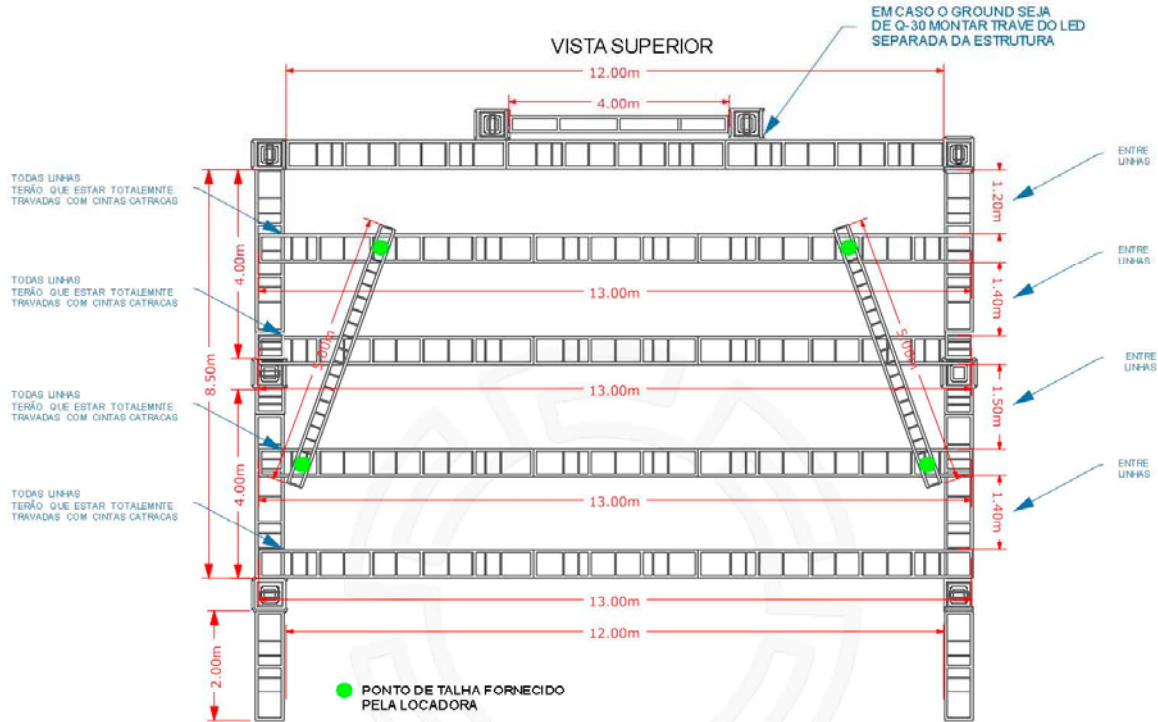 EM CASO O GROUND SEJA
DE Q-30 MONTAR TRAVE DO LED
SEPARADA DA ESTRUTURA
VISTA SUPERIOR
12.00m
4.00m
ENTRE
LINHAS
TODAS LINHAS
TERÃO QUE ESTAR TOTALEMNTE
TRAVADAS COM CINTAS CATRACAS
1.20m
4.00m
ENTRE
LINHAS
TODAS LINHAS
TERÃO QUE ESTAR TOTALEMNTE
TRAVADAS COM CINTAS CATRACAS
13.00m
1.40m
5.00m
5.00m
8.50m
ENTRE
LINHAS
13.00m
TODAS LINHAS
TERÃO QUE ESTAR TOTALEMNTE
TRAVADAS COM CINTAS CATRACAS
1.50m
4.00m
ENTRE
LINHAS
TODAS LINHAS
TERÃO QUE ESTAR TOTALEMNTE
TRAVADAS COM CINTAS CATRACAS
13.00m
1.40m
13.00m
12.00m
2.00m
PONTO DE TALHA FORNECIDO
PELA LOCADORA